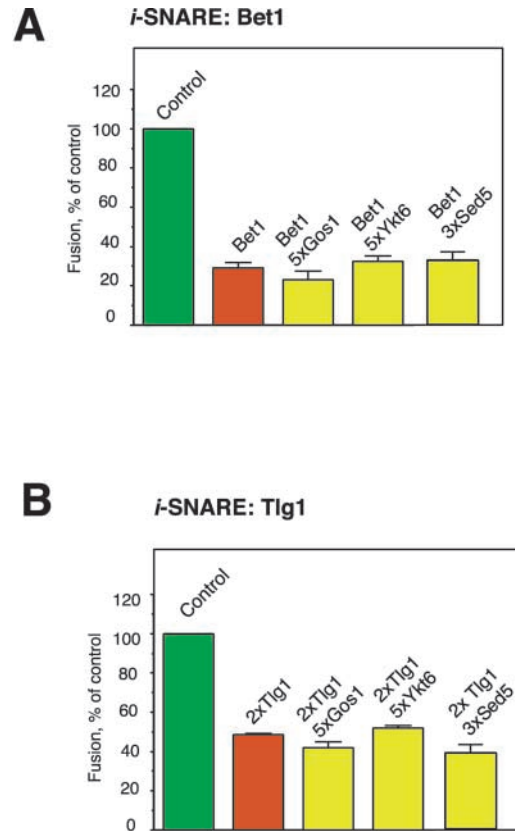 A
i-SNARE: Bet1
Fusion, % of control
120
100
80
60
40
20
0
Control
Bet1
Bet1
5xGos1
Bet1
5xYkt6
Bet1
3xSed5
B
i-SNARE: Tlg1
Fusion, % of control
120
100
80
60
40
20
0
Control
2xTlg1
2xTlg1
5xGos1
2xTlg1
5xYkt6
2x Tlg1
3xSed5